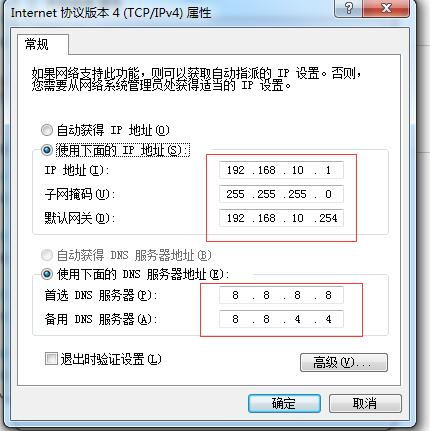 Internet 协议版本 4 (TCP/IPv4) 属性
常规
如果网络支持此功能，则可以获取自动指派的 IP 设置。否则，
您需要从网络系统管理员处获得适当的 IP 设置。
自动获得 IP 地址(O)
使用下面的 IP 地址(S):
IP 地址(I): 192 .168 .10 . 1
子网掩码(U): 255 .255 .255 . 0
默认网关(D): 192 .168 .10 .254
自动获得 DNS 服务器地址(B)
使用下面的 DNS 服务器地址(E):
首选 DNS 服务器(P): 8 . 8 . 8 . 8
备用 DNS 服务器(A): 8 . 8 . 4 . 4
退出时验证设置(L)
高级(V)...
确定
取消